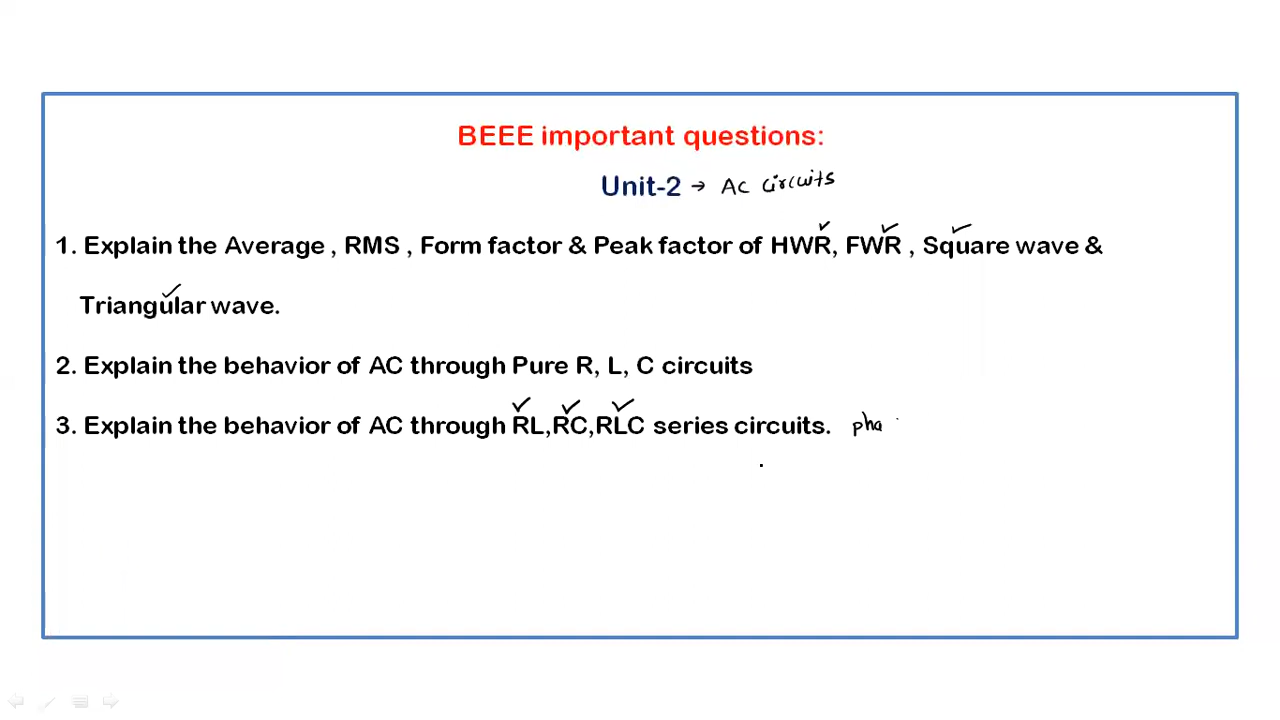 BEEE important questions:
Unit-2 → Ac circuits
1. Explain the Average , RMS , Form factor & Peak factor of HWR, FWR , Square wave &
Triangular wave.
2. Explain the behavior of AC through Pure R, L, C circuits
3. Explain the behavior of AC through RL,RC,RLC series circuits. pha